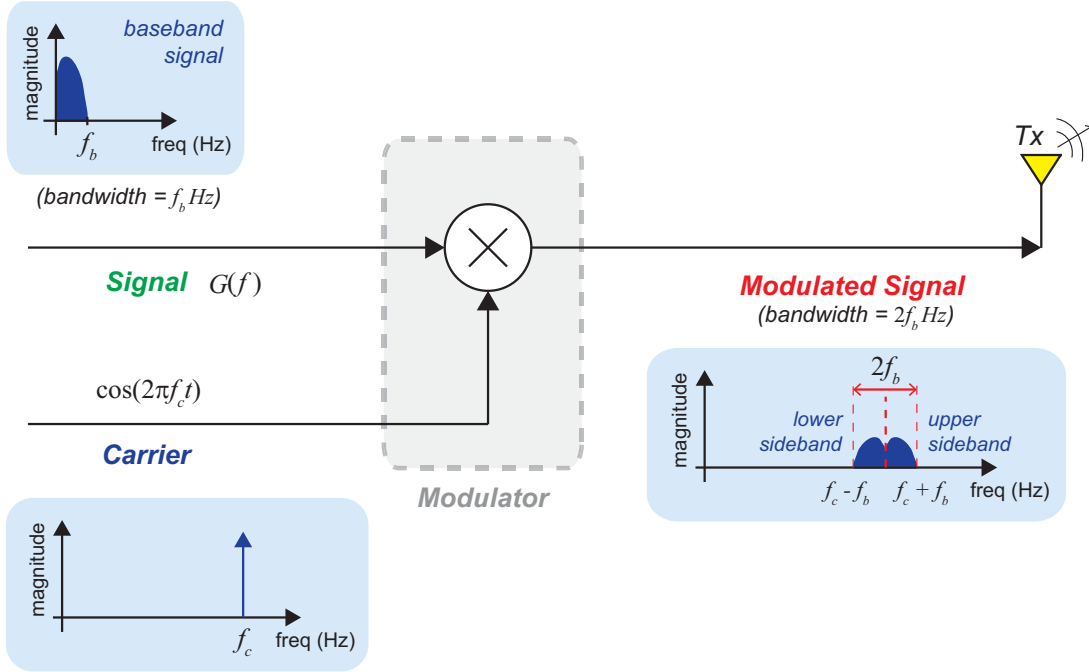 baseband
signal
magnitude
f_b
freq (Hz)
(bandwidth = f_b Hz)
Tx
Signal G(f)
Modulated Signal
(bandwidth = 2f_b Hz)
cos(2πf_c t)
Carrier
Modulator
magnitude
2f_b
lower
sideband
upper
sideband
f_c - f_b
f_c + f_b
freq (Hz)
magnitude
f_c
freq (Hz)